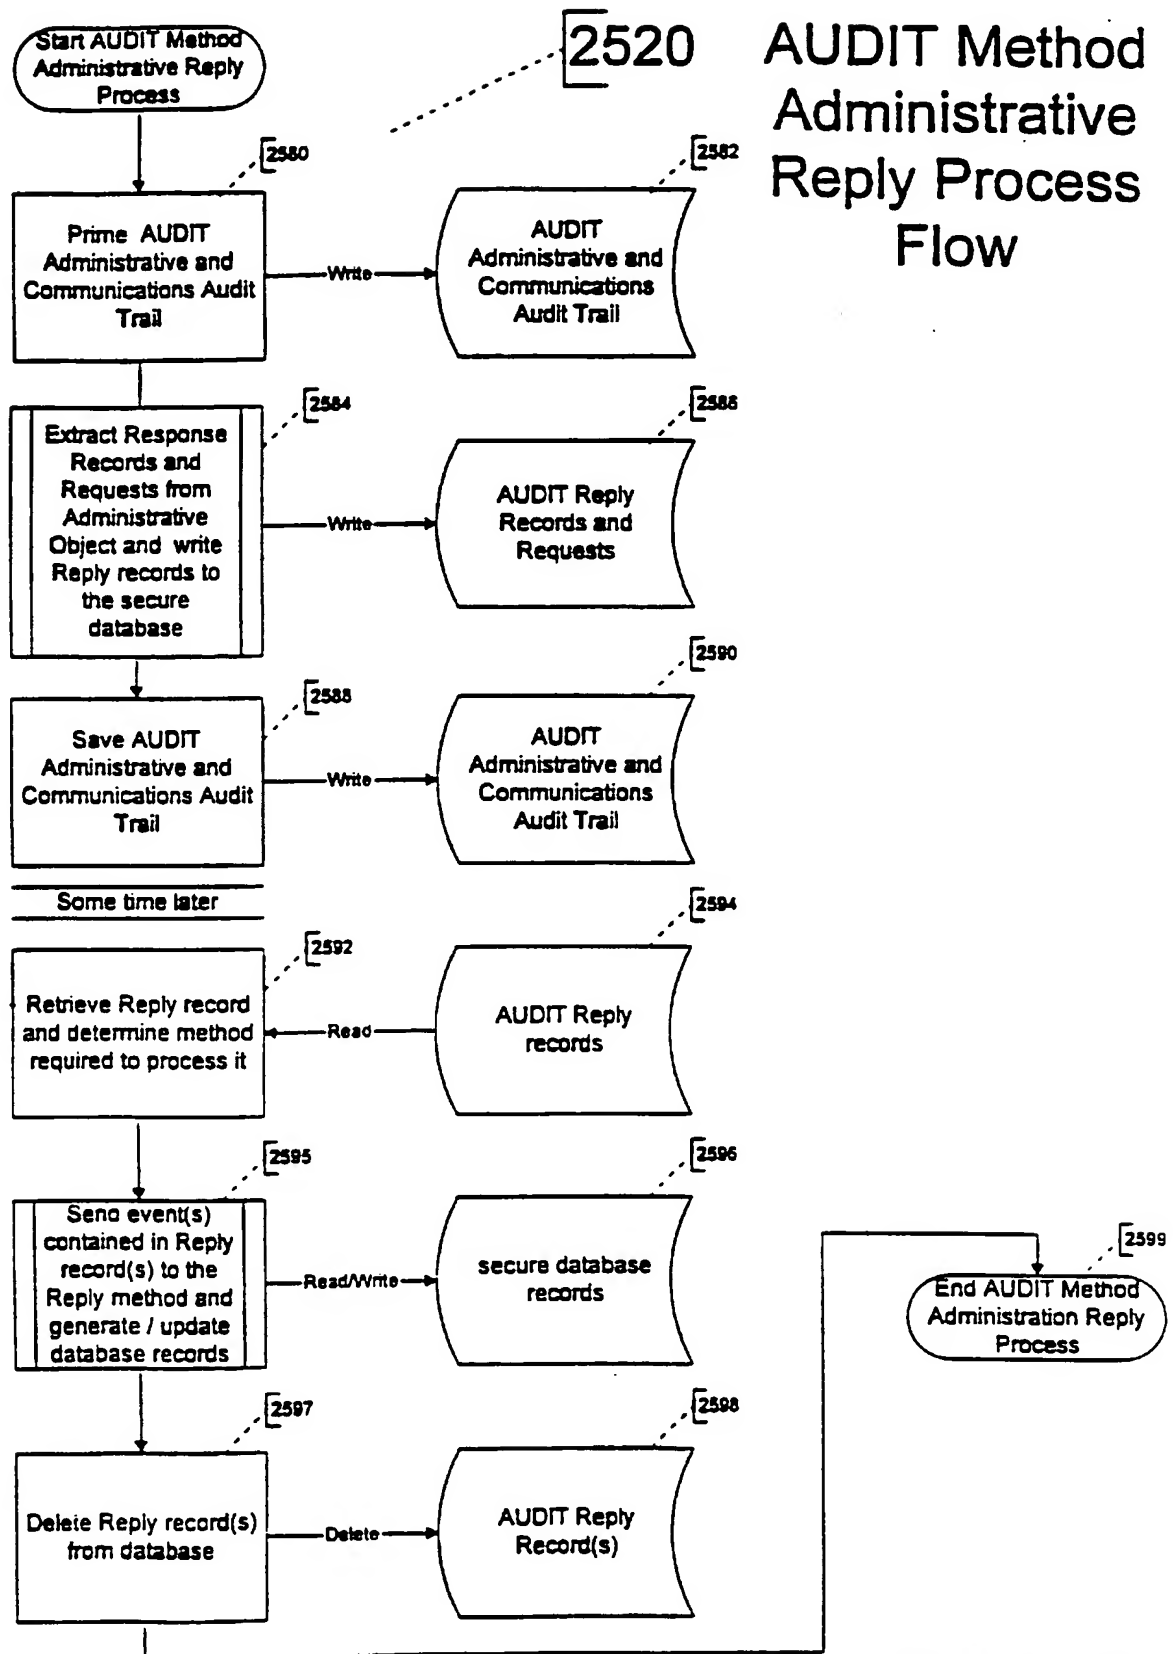 2520
AUDIT Method
Administrative
Reply Process
Flow
Start AUDIT Method
Administrative Reply
Process
2580
Prime AUDIT
Administrative and
Communications Audit
Trail
Write
2582
AUDIT
Administrative and
Communications
Audit Trail
2584
Extract Response
Records and
Requests from
Administrative
Object and write
Reply records to
the secure
database
Write
2586
AUDIT Reply
Records and
Requests
2588
Save AUDIT
Administrative and
Communications Audit
Trail
Write
2590
AUDIT
Administrative and
Communications
Audit Trail
Some time later
2592
Retrieve Reply record
and determine method
required to process it
Read
2594
AUDIT Reply
records
2595
Send event(s)
contained in Reply
record(s) to the
Reply method and
generate / update
database records
Read/Write
2596
secure database
records
2597
Delete Reply record(s)
from database
Delete
2598
AUDIT Reply
Record(s)
2599
End AUDIT Method
Administration Reply
Process